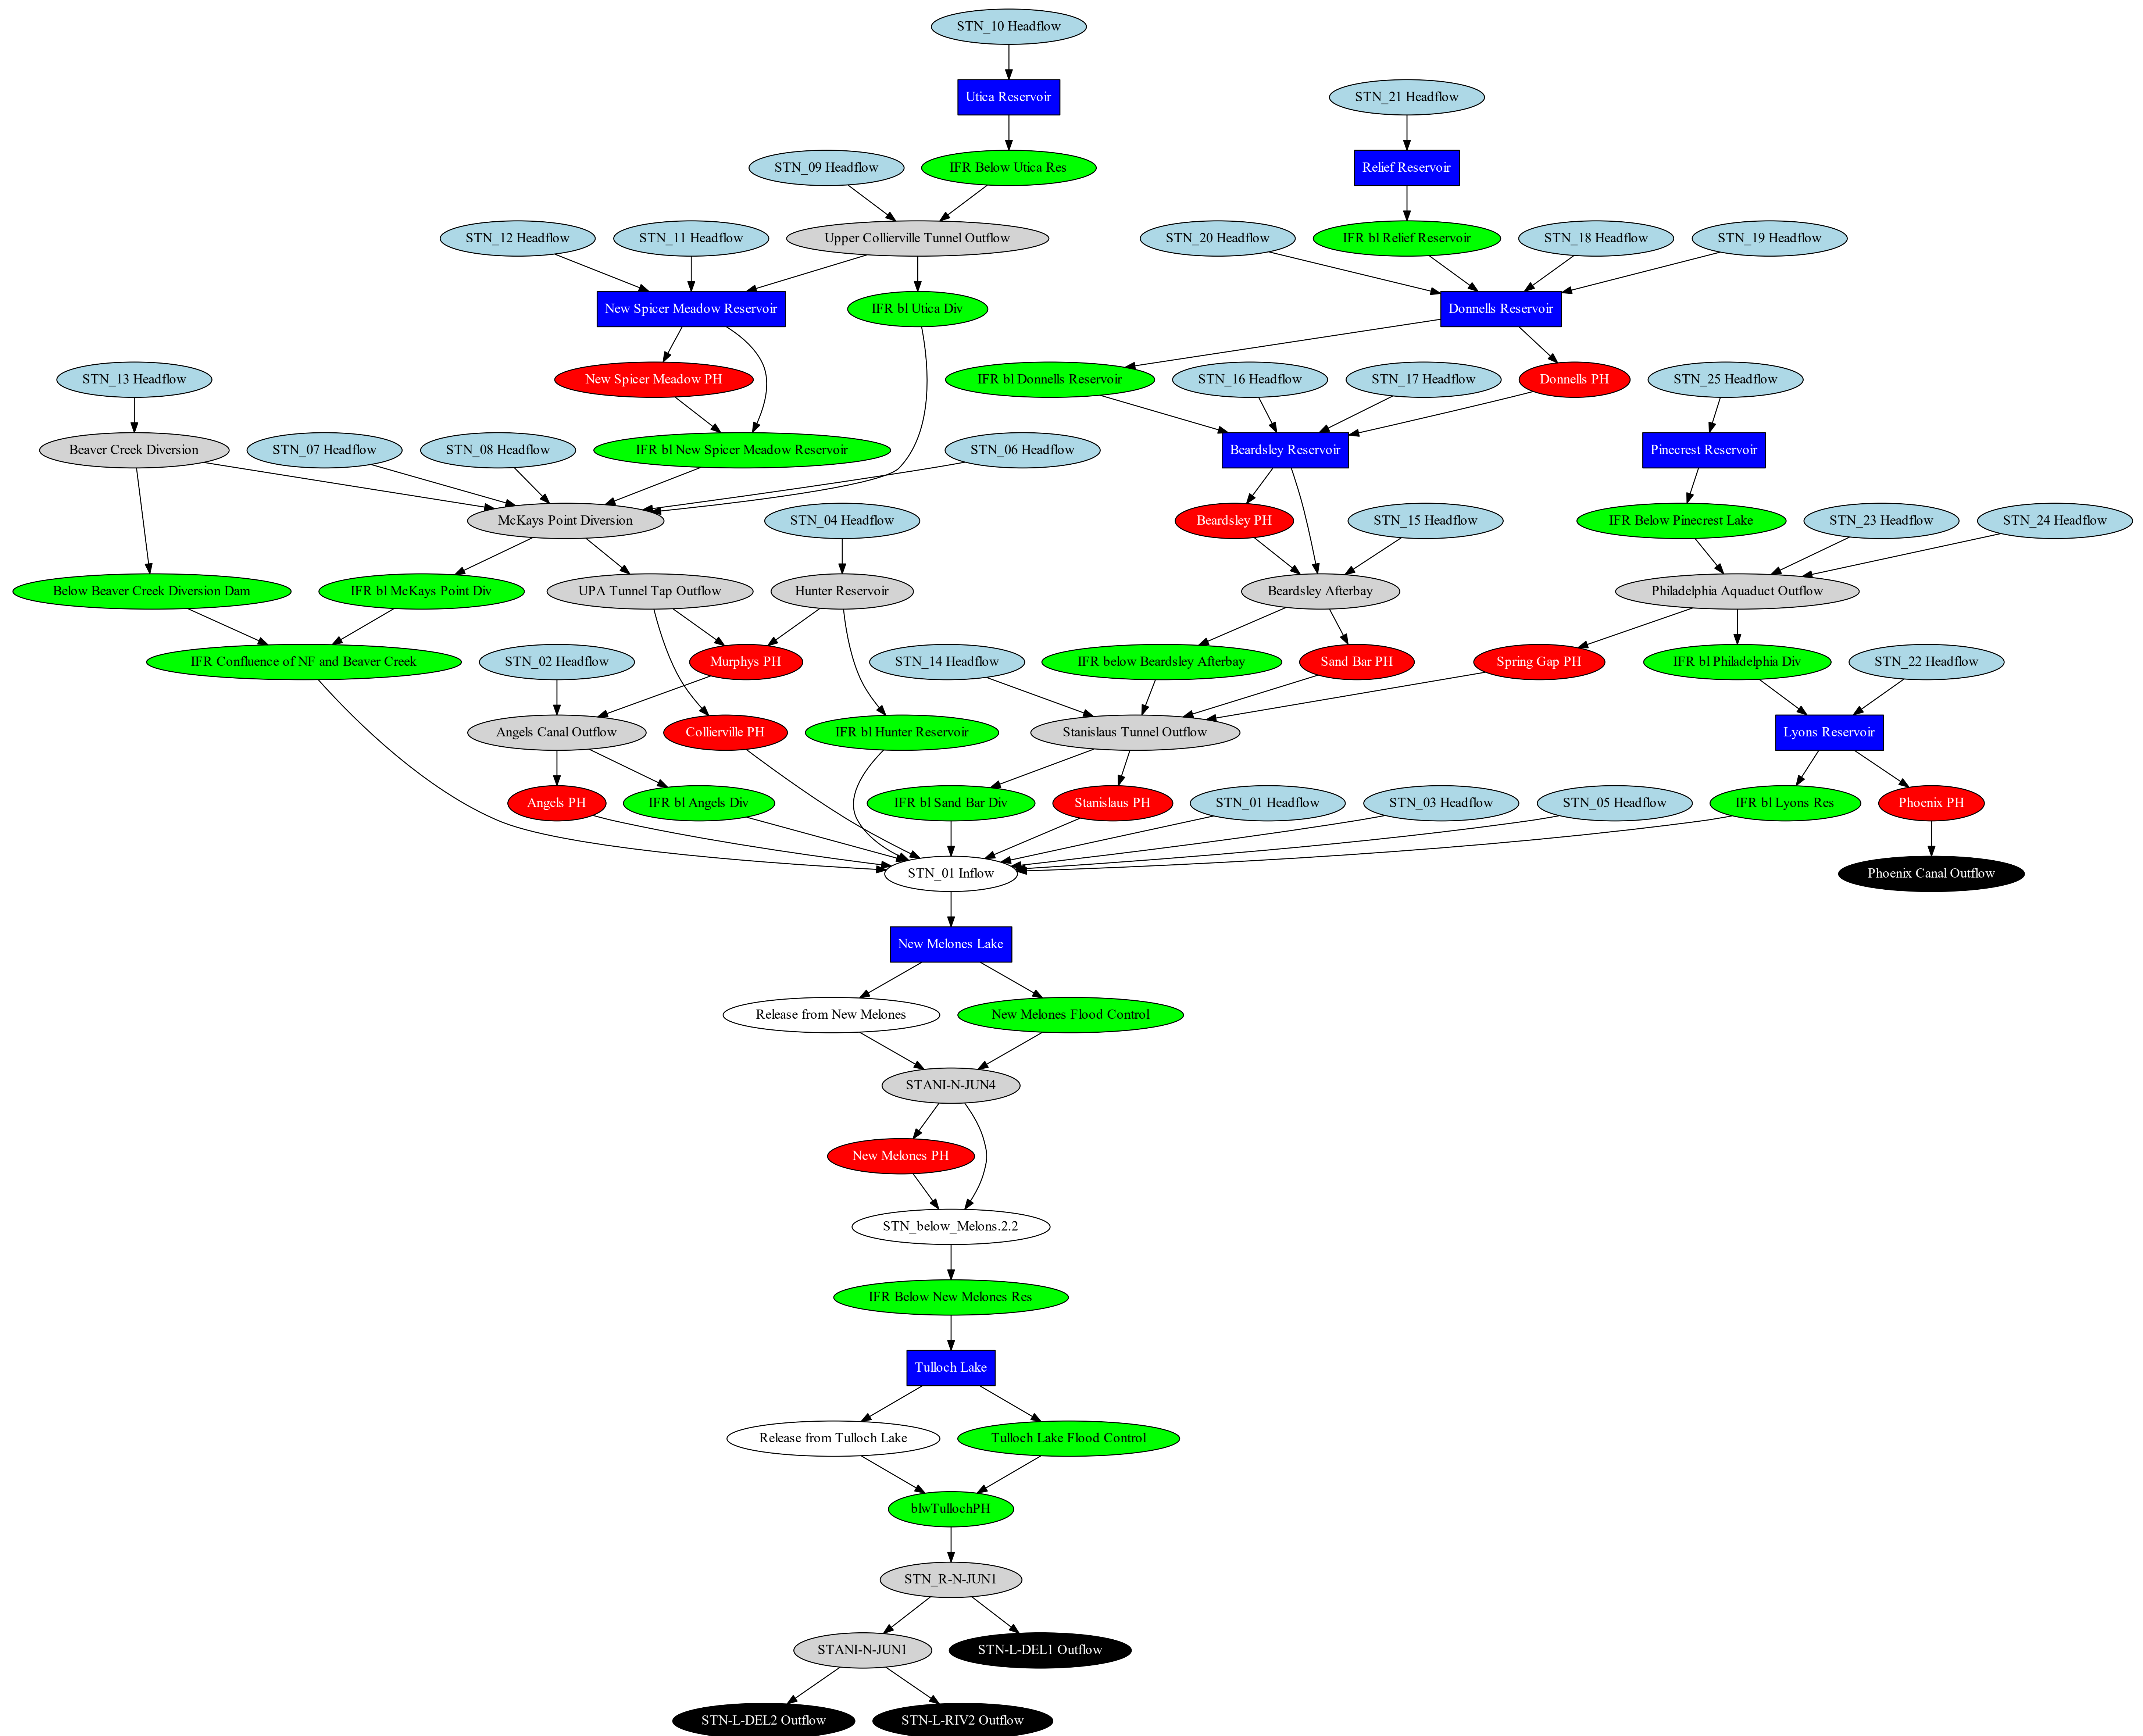 STN_10 Headflow
Utica Reservoir
STN_21 Headflow
STN_09 Headflow
IFR Below Utica Res
Relief Reservoir
STN_12 Headflow
STN_11 Headflow
Upper Collierville Tunnel Outflow
STN_20 Headflow
IFR bl Relief Reservoir
STN_18 Headflow
STN_19 Headflow
New Spicer Meadow Reservoir
IFR bl Utica Div
Donnells Reservoir
STN_13 Headflow
New Spicer Meadow PH
IFR bl Donnells Reservoir
STN_16 Headflow
STN_17 Headflow
Donnells PH
STN_25 Headflow
Beaver Creek Diversion
STN_07 Headflow
STN_08 Headflow
IFR bl New Spicer Meadow Reservoir
STN_06 Headflow
Beardsley Reservoir
Pinecrest Reservoir
McKays Point Diversion
STN_04 Headflow
Beardsley PH
STN_15 Headflow
IFR Below Pinecrest Lake
STN_23 Headflow
STN_24 Headflow
Below Beaver Creek Diversion Dam
IFR bl McKays Point Div
UPA Tunnel Tap Outflow
Hunter Reservoir
Beardsley Afterbay
Philadelphia Aquaduct Outflow
IFR Confluence of NF and Beaver Creek
STN_02 Headflow
Murphys PH
STN_14 Headflow
IFR below Beardsley Afterbay
Sand Bar PH
Spring Gap PH
IFR bl Philadelphia Div
STN_22 Headflow
Angels Canal Outflow
Collierville PH
IFR bl Hunter Reservoir
Stanislaus Tunnel Outflow
Lyons Reservoir
Angels PH
IFR bl Angels Div
IFR bl Sand Bar Div
Stanislaus PH
STN_01 Headflow
STN_03 Headflow
STN_05 Headflow
IFR bl Lyons Res
Phoenix PH
STN_01 Inflow
Phoenix Canal Outflow
New Melones Lake
Release from New Melones
New Melones Flood Control
STANI-N-JUN4
New Melones PH
STN_below_Melons.2.2
IFR Below New Melones Res
Tulloch Lake
Release from Tulloch Lake
Tulloch Lake Flood Control
blwTullochPH
STN_R-N-JUN1
STANI-N-JUN1
STN-L-DEL1 Outflow
STN-L-DEL2 Outflow
STN-L-RIV2 Outflow